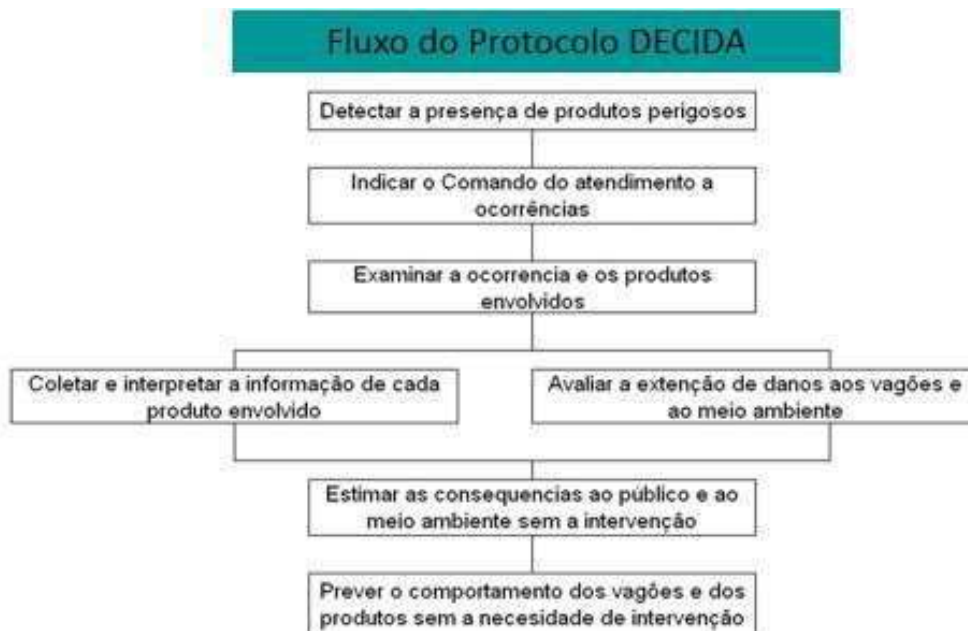 Fluxo do Protocolo DECIDA
Detectar a presença de produtos perigosos
Indicar o Comando do atendimento a
ocorrências
Examinar a ocorrencia e os produtos
envolvidos
Coletar e interpretar a informação de cada
produto envolvido
Avaliar a extenção de danos aos vagões e
ao meio ambiente
Estimar as consequencias ao público e ao
meio ambiente sem a intervenção
Prever o comportamento dos vagões e dos
produtos sem a necesidade de intervenção